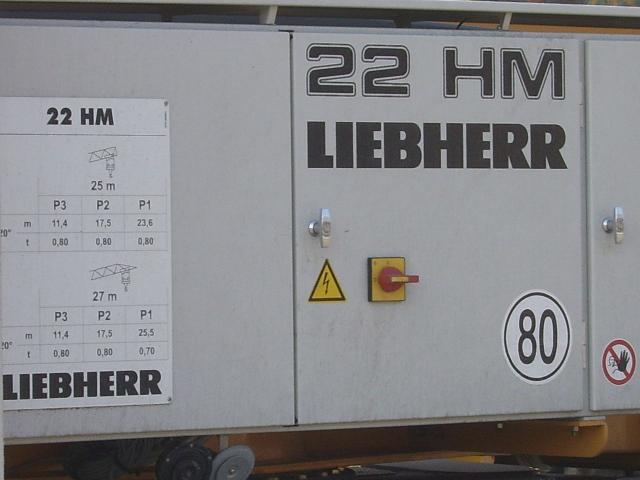 22 HM
LIEBHERR
22 HM
25 m
P3 P2 P1
m 11,4 17,5 23,6
20°
t 0,80 0,80 0,80
27 m
P3 P2 P1
m 11,4 17,5 25,5
20°
t 0,80 0,80 0,70
LIEBHERR
80